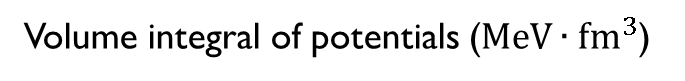 Volume integral of potentials (MeV · fm³)